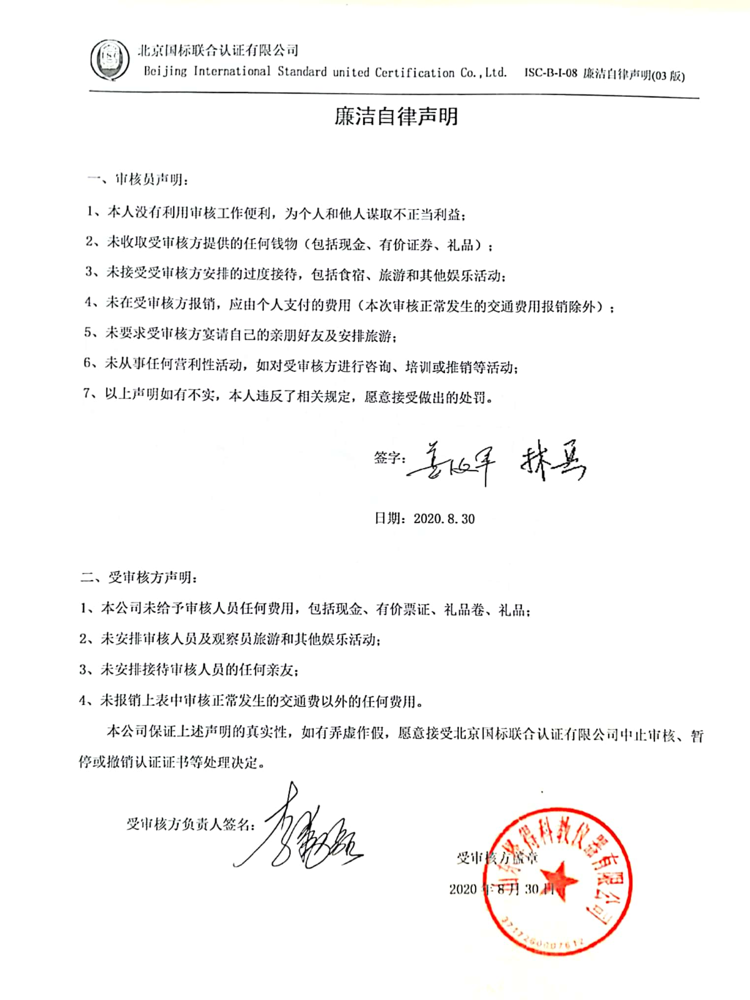 北京国标联合认证有限公司
Beijing International Standard united Certification Co.,Ltd. ISC-B-I-08 廉洁自律声明(03 版)
ISC
廉洁自律声明
一、审核员声明：
1、本人没有利用审核工作便利，为个人和他人谋取不正当利益；
2、未收取受审核方提供的任何钱物（包括现金、有价证券、礼品）；
3、未接受受审核方安排的过度接待，包括食宿、旅游和其他娱乐活动；
4、未在受审核方报销，应由个人支付的费用（本次审核正常发生的交通费用报销除外）；
5、未要求受审核方宴请自己的亲朋好友及安排旅游；
6、未从事任何营利性活动，如对受审核方进行咨询、培训或推销等活动；
7、以上声明如有不实，本人违反了相关规定，愿意接受做出的处罚。
签字：
日期：2020.8.30
二、受审核方声明：
1、本公司未给予审核人员任何费用，包括现金、有价票证、礼品卷、礼品；
2、未安排审核人员及观察员旅游和其他娱乐活动；
3、未安排接待审核人员的任何亲友；
4、未报销上表中审核正常发生的交通费以外的任何费用。
本公司保证上述声明的真实性，如有弄虚作假，愿意接受北京国标联合认证有限公司中止审核、暂
停或撤销认证证书等处理决定。
受审核方负责人签名：
受审核方盖章
2020 年 8 月 30 日
山东 得科教仪器有限公司
3717260007612